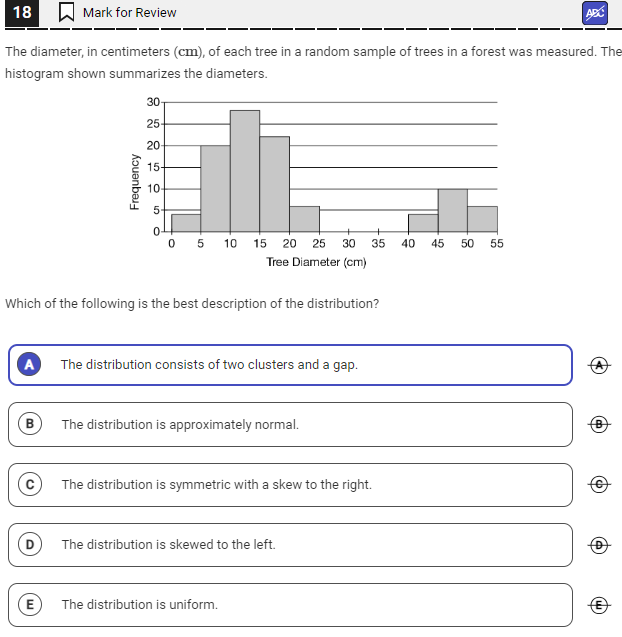 18 Mark for Review ABC
The diameter, in centimeters (cm), of each tree in a random sample of trees in a forest was measured. The
histogram shown summarizes the diameters.
30
25
20
15
10
5
0
Frequency
0 5 10 15 20 25 30 35 40 45 50 55
Tree Diameter (cm)
Which of the following is the best description of the distribution?
A The distribution consists of two clusters and a gap. A
B The distribution is approximately normal. B
C The distribution is symmetric with a skew to the right. C
D The distribution is skewed to the left. D
E The distribution is uniform. E